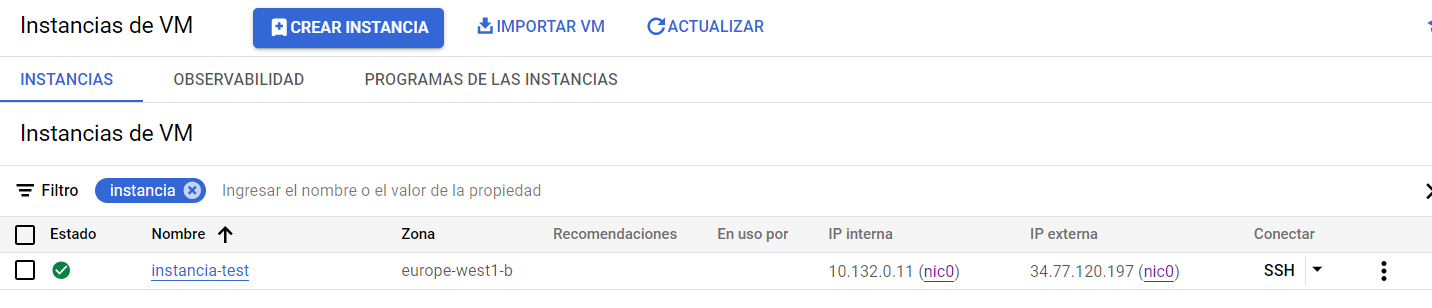 Instancias de VM CREAR INSTANCIA IMPORTAR VM ACTUALIZAR
INSTANCIAS OBSERVABILIDAD PROGRAMAS DE LAS INSTANCIAS
Instancias de VM
Filtro instancia Ingresar el nombre o el valor de la propiedad
Estado Nombre Zona Recomendaciones En uso por IP interna IP externa Conectar
instancia-test europe-west1-b 10.132.0.11 (nic0) 34.77.120.197 (nic0) SSH